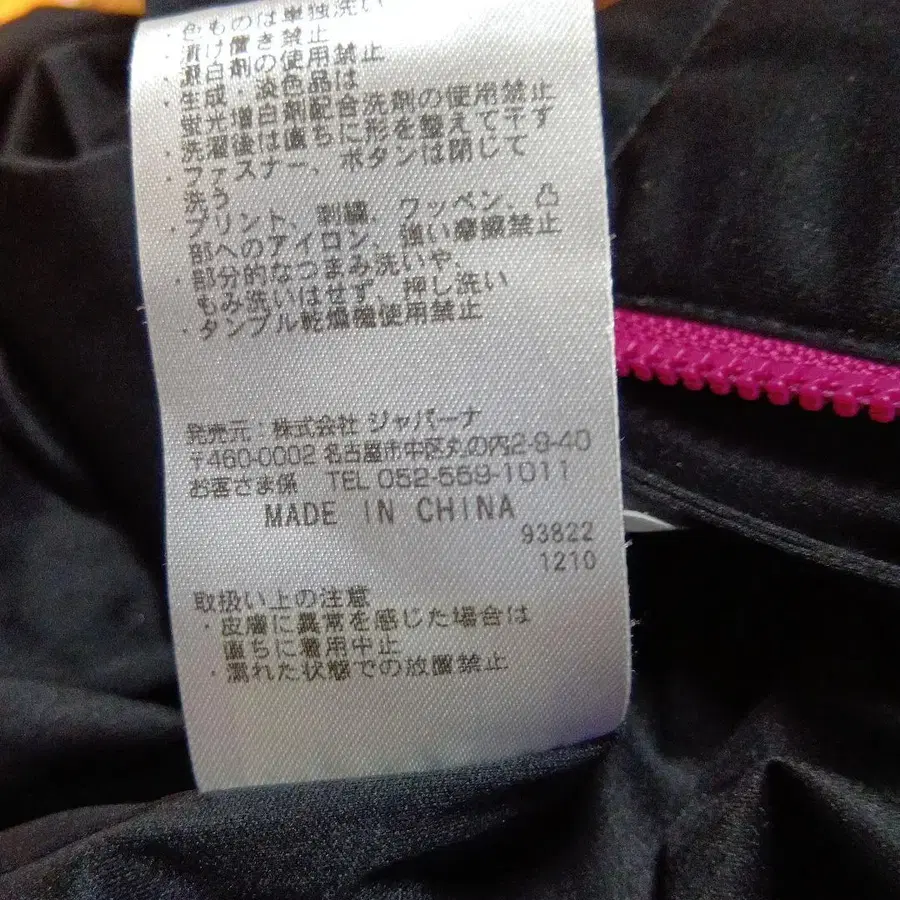 ・色ものは単独洗い
・漬け置き禁止
・漂白剤の使用禁止
・生成・淡色品は
蛍光増白剤配合洗剤の使用禁止
・洗濯後は直ちに形を整えて干す
・ファスナー、ボタンは閉じて
洗う
・プリント、刺繍、ワッペン、凸
部へのアイロン、強い摩擦禁止
・部分的なつまみ洗いや、
もみ洗いはせず、押し洗い
・タンブル乾燥機使用禁止
発売元：株式会社 ジャパーナ
〒460-0002 名古屋市中区丸の内2-9-40
お客さま係 TEL 052-559-1011
MADE IN CHINA
93822
1210
取扱い上の注意
・皮膚に異常を感じた場合は
直ちに着用中止
・濡れた状態での放置禁止